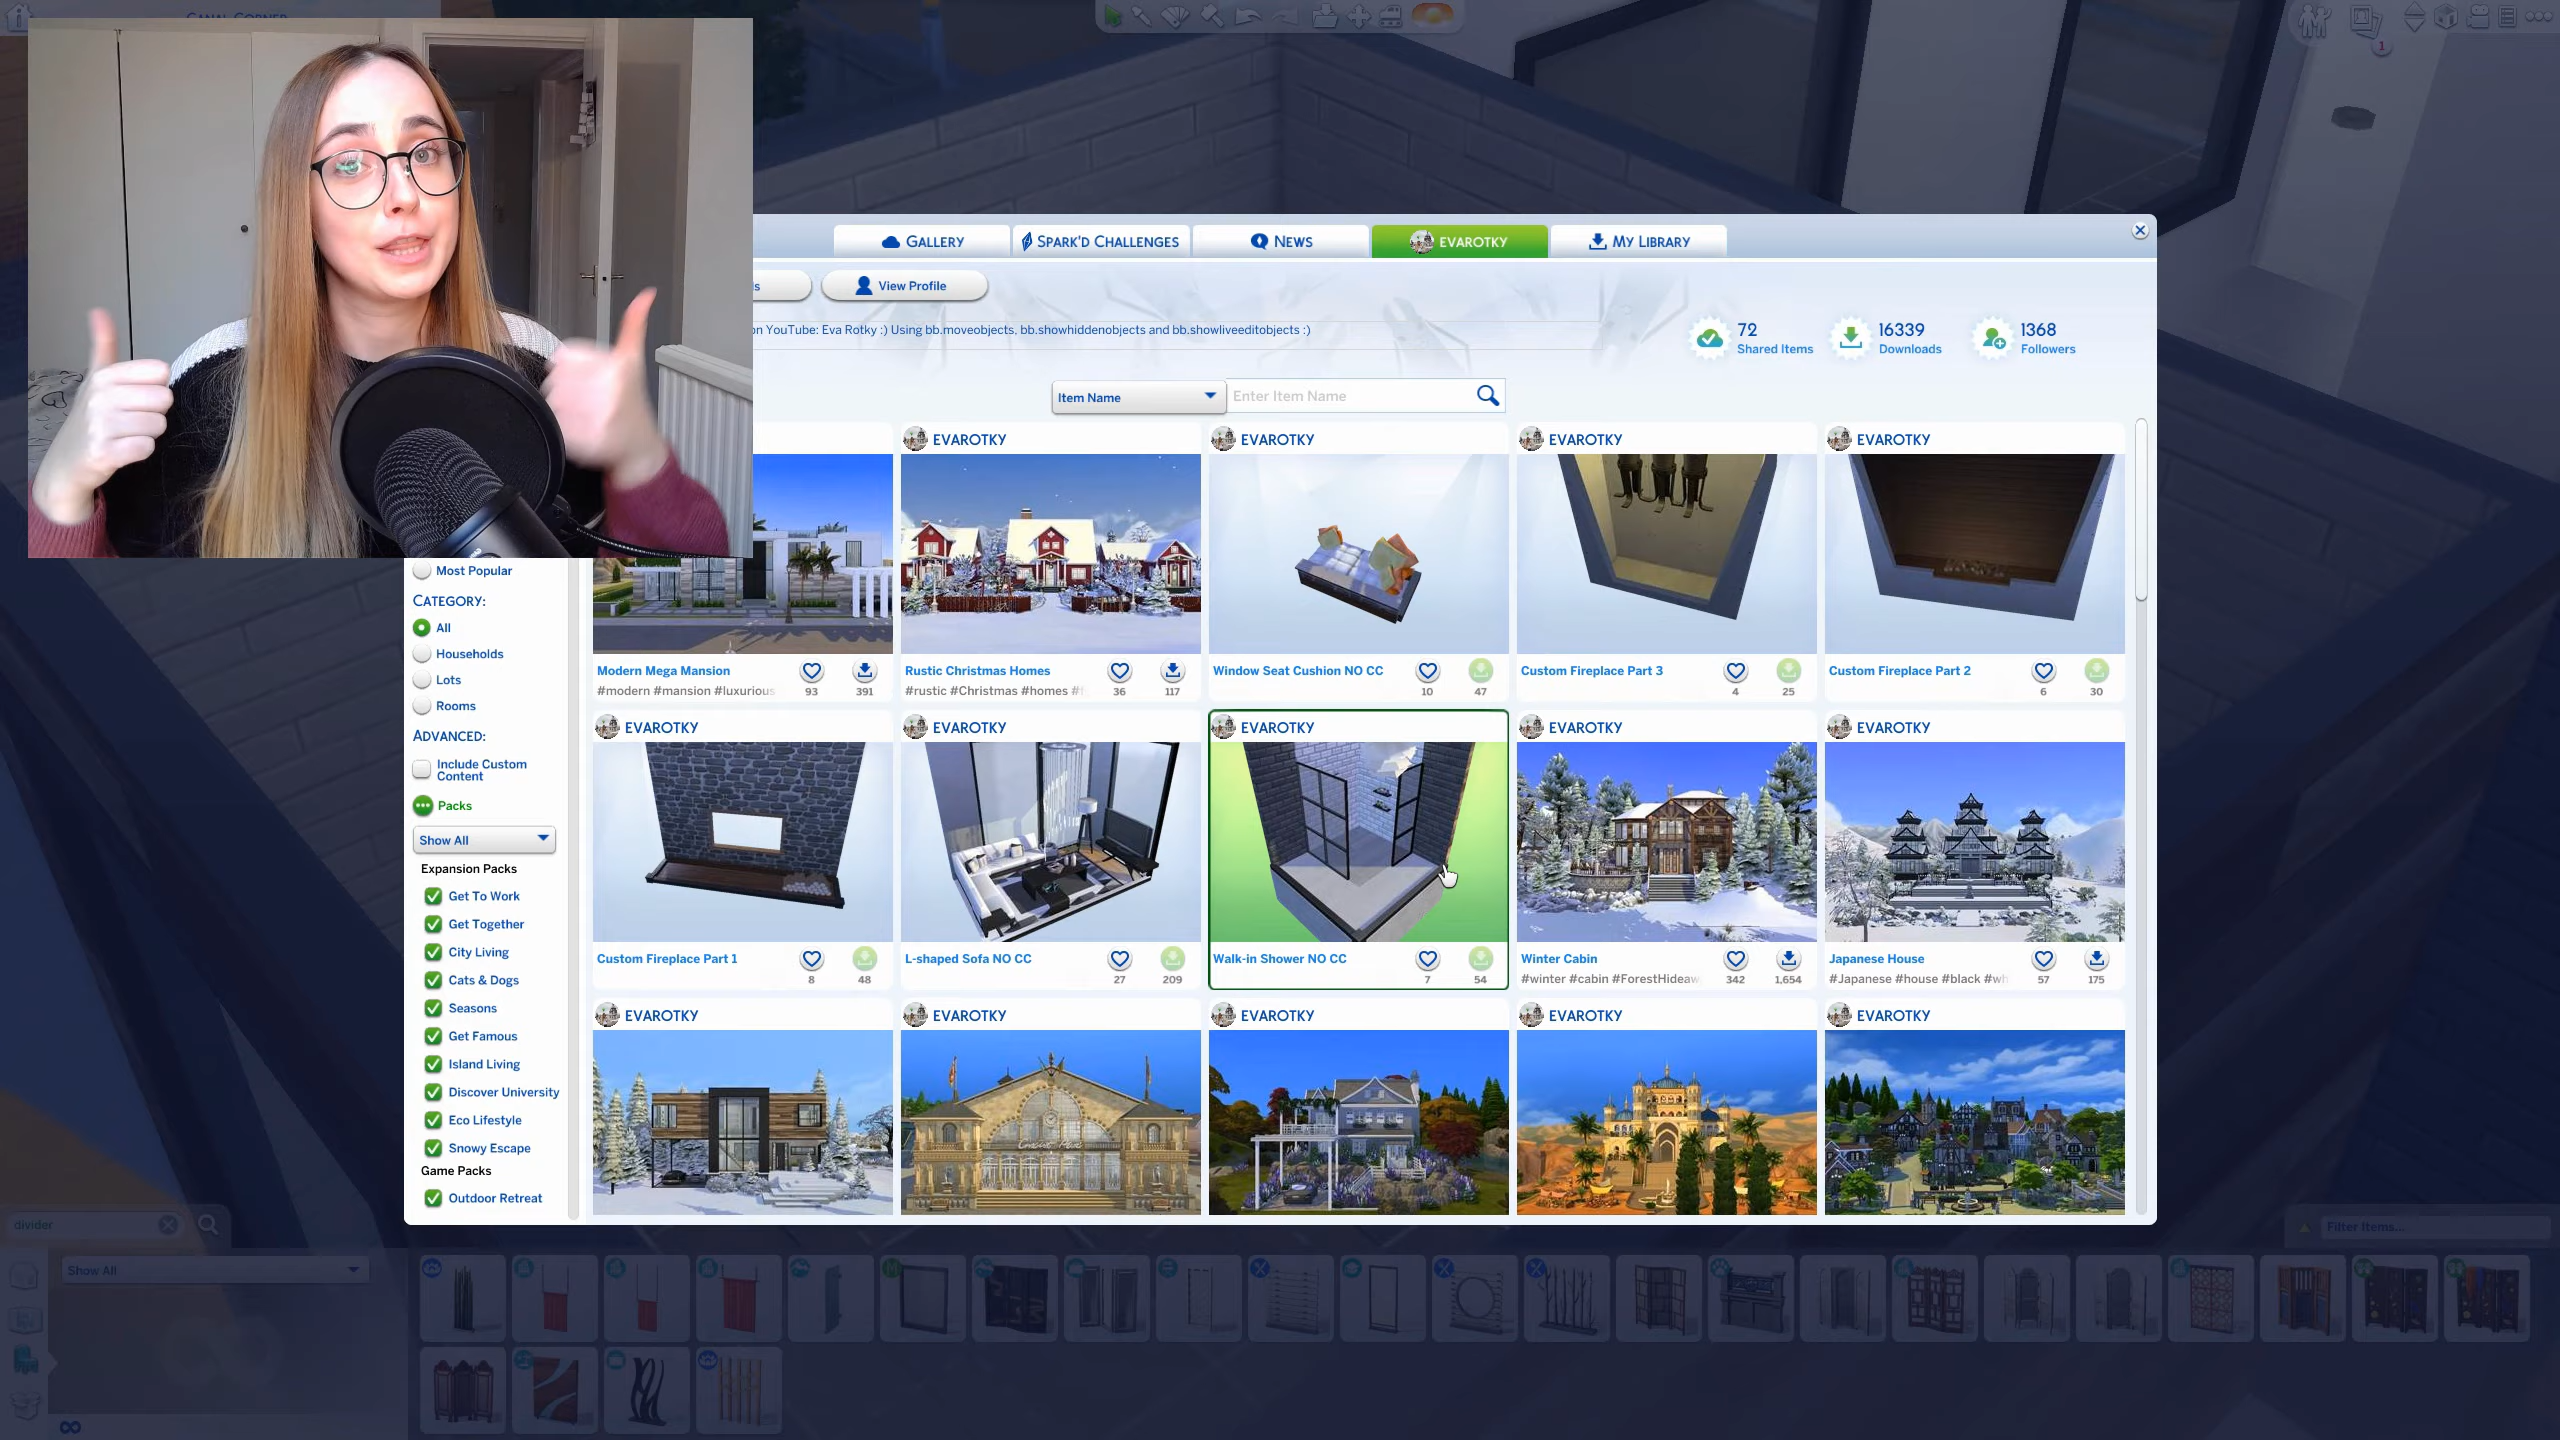 CANAL CORNER
1
GALLERY
SPARK'D CHALLENGES
NEWS
EVAROTKY
MY LIBRARY
View Profile
on YouTube: Eva Rotky :) Using bb.moveobjects, bb.showhiddenobjects and bb.showliveeditobjects :)
72
Shared Items
16339
Downloads
1368
Followers
Item Name
Enter Item Name
Most Popular
CATEGORY:
All
Households
Lots
Rooms
ADVANCED:
Include Custom
Content
Packs
Show All
Expansion Packs
Get To Work
Get Together
City Living
Cats & Dogs
Seasons
Get Famous
Island Living
Discover University
Eco Lifestyle
Snowy Escape
Game Packs
Outdoor Retreat
Modern Mega Mansion
#modern #mansion #luxurious
93
391
EVAROTKY
Rustic Christmas Homes
#rustic #Christmas #homes
36
117
EVAROTKY
Window Seat Cushion NO CC
10
47
EVAROTKY
Custom Fireplace Part 3
4
25
EVAROTKY
Custom Fireplace Part 2
6
30
EVAROTKY
Custom Fireplace Part 1
8
48
EVAROTKY
L-shaped Sofa NO CC
27
209
EVAROTKY
Walk-in Shower NO CC
7
54
EVAROTKY
Winter Cabin
#winter #cabin #ForestHideaw
342
1,654
EVAROTKY
Japanese House
#Japanese #house #black #wh
57
175
EVAROTKY
EVAROTKY
EVAROTKY
EVAROTKY
EVAROTKY
divider
Show All
Filter Items...